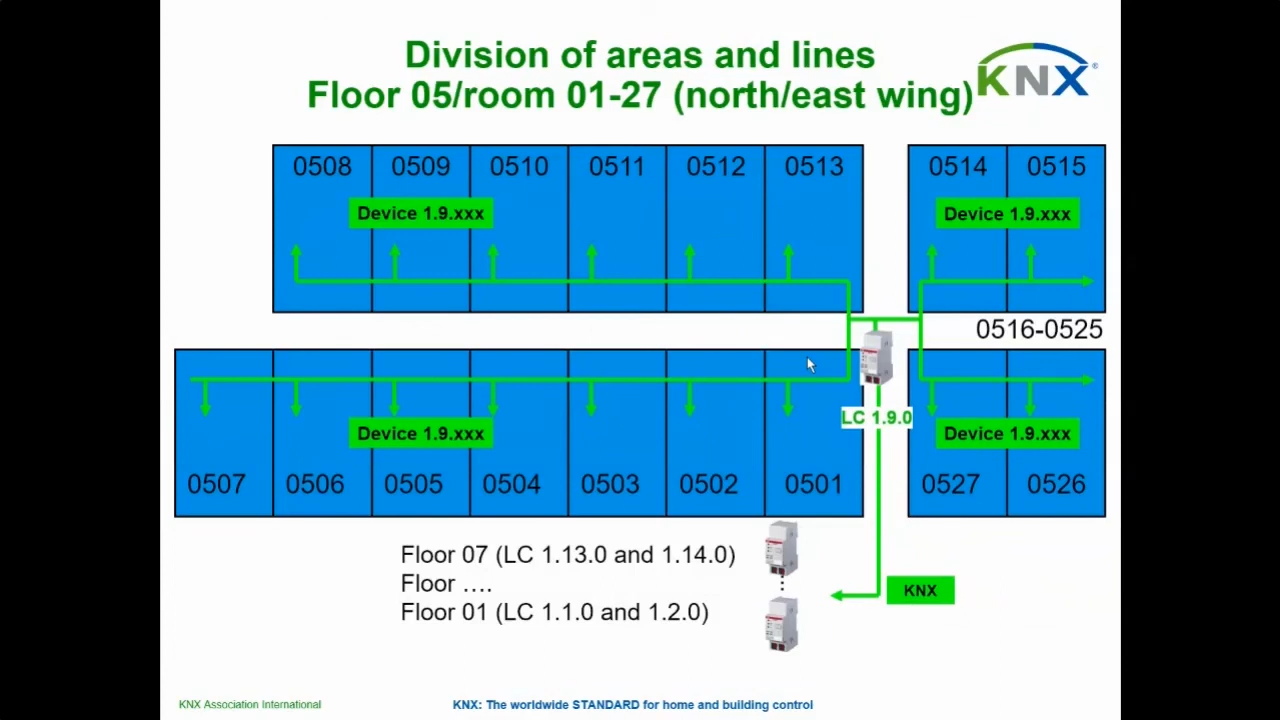 Division of areas and lines
Floor 05/room 01-27 (north/east wing)
KNX®
0508 0509 0510 0511 0512 0513 0514 0515
Device 1.9.xxx Device 1.9.xxx
0516-0525
LC 1.9.0
Device 1.9.xxx Device 1.9.xxx
0507 0506 0505 0504 0503 0502 0501 0527 0526
Floor 07 (LC 1.13.0 and 1.14.0)
Floor ....
KNX
Floor 01 (LC 1.1.0 and 1.2.0)
KNX Association International
KNX: The worldwide STANDARD for home and building control